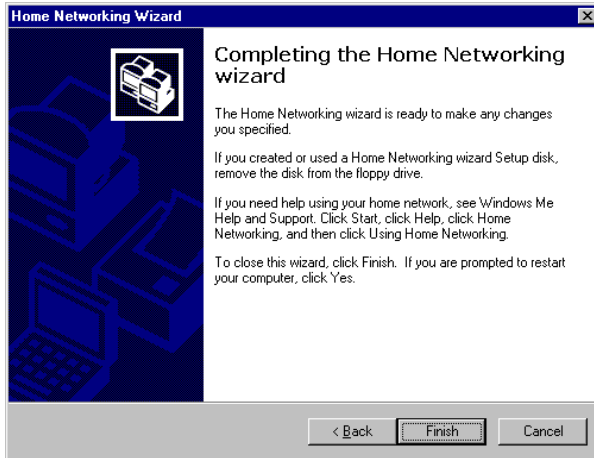 Home Networking Wizard
Completing the Home Networking
wizard
The Home Networking wizard is ready to make any changes
you specified.
If you created or used a Home Networking wizard Setup disk,
remove the disk from the floppy drive.
If you need help using your home network, see Windows Me
Help and Support. Click Start, click Help, click Home
Networking, and then click Using Home Networking.
To close this wizard, click Finish.  If you are prompted to restart
your computer, click Yes.
< Back
Finish
Cancel